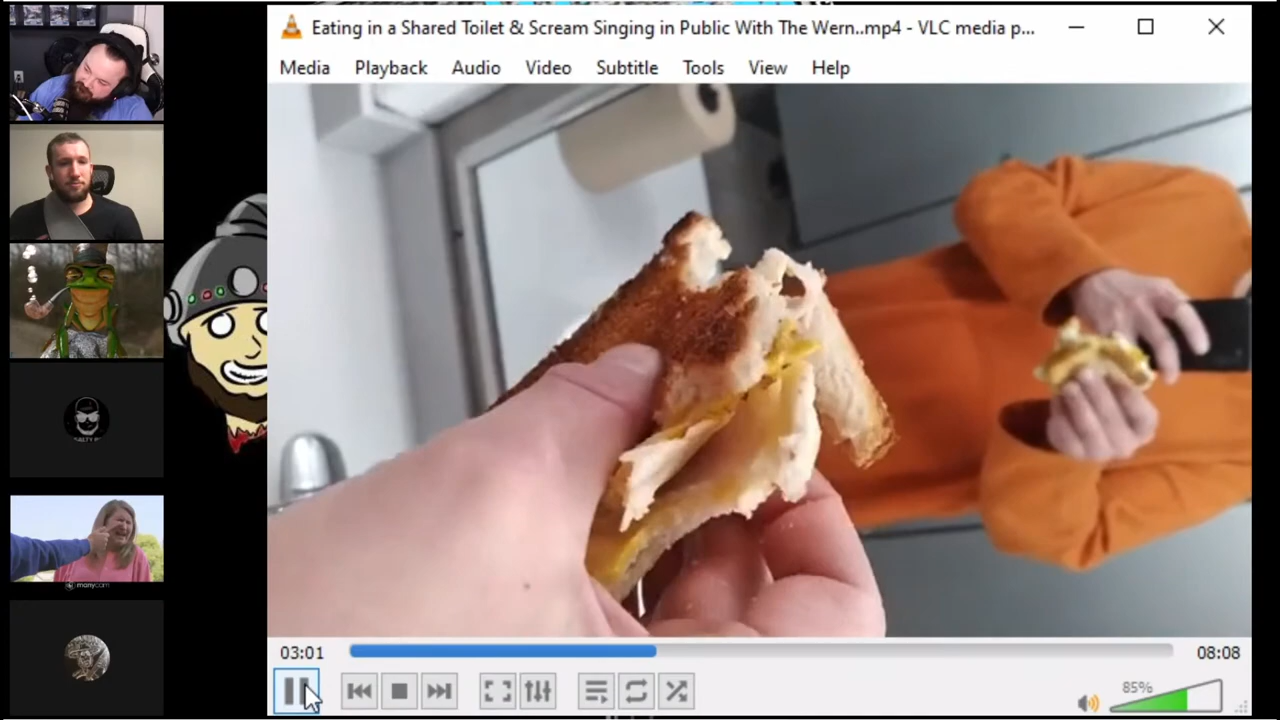 Eating in a Shared Toilet & Scream Singing in Public With The Wern..mp4 - VLC media p...
Media Playback Audio Video Subtitle Tools View Help
manycam
03:01
08:08
85%